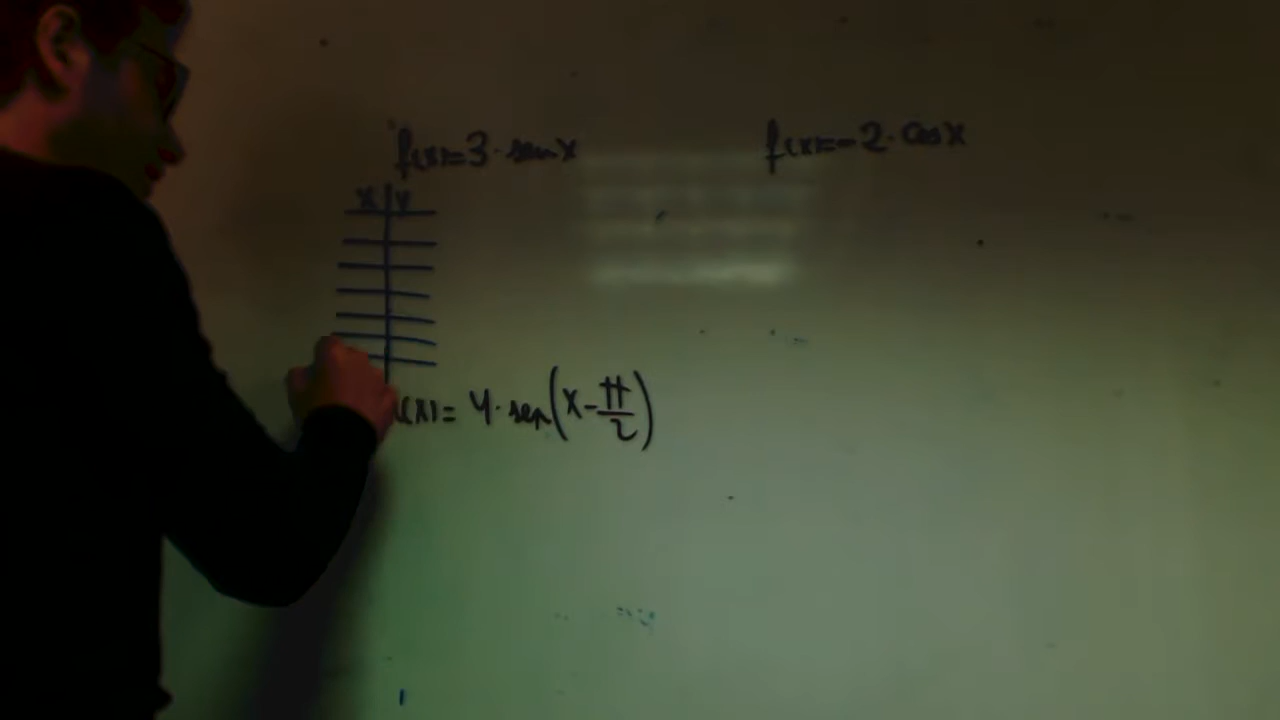 f(x)=3·sen x
f(x)=-2·cos x
x y
(x)= 4·sen(x-π/2)